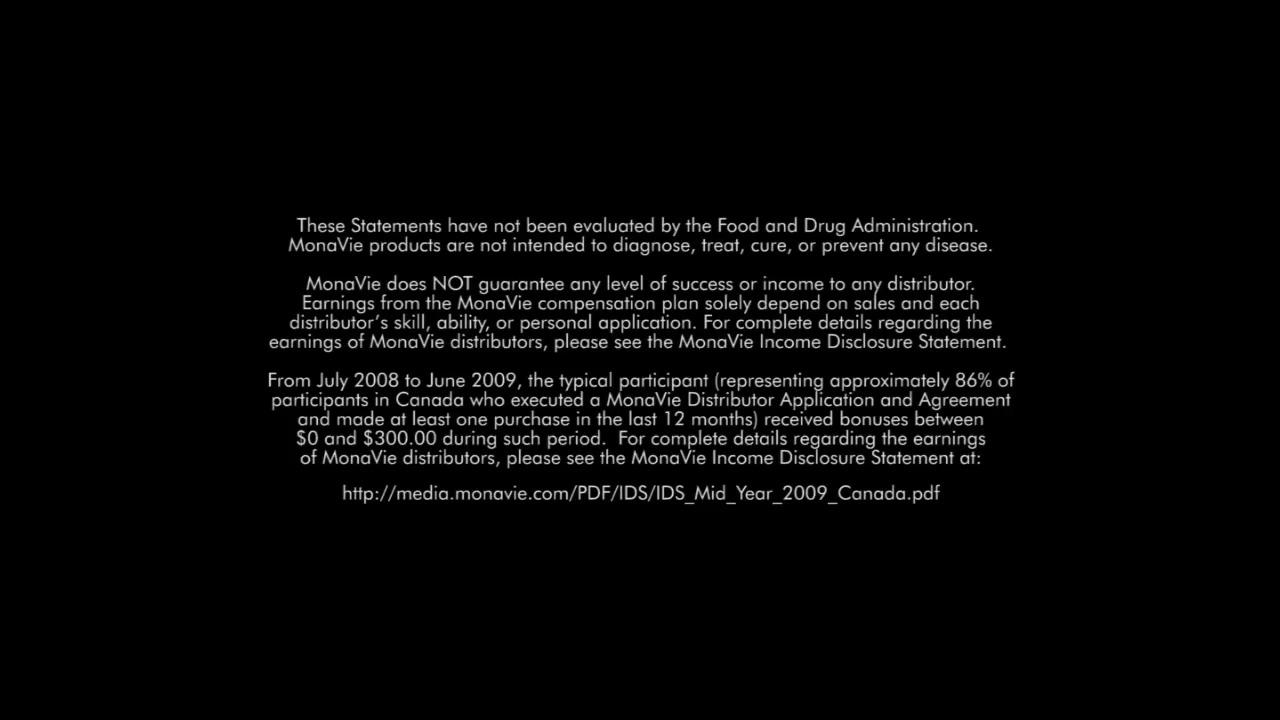 These Statements have not been evaluated by the Food and Drug Administration.
MonaVie products are not intended to diagnose, treat, cure, or prevent any disease.
MonaVie does NOT guarantee any level of success or income to any distributor.
Earnings from the MonaVie compensation plan solely depend on sales and each
distributor's skill, ability, or personal application. For complete details regarding the
earnings of MonaVie distributors, please see the MonaVie Income Disclosure Statement.
From July 2008 to June 2009, the typical participant (representing approximately 86% of
participants in Canada who executed a MonaVie Distributor Application and Agreement
and made at least one purchase in the last 12 months) received bonuses between
$0 and $300.00 during such period.  For complete details regarding the earnings
of MonaVie distributors, please see the MonaVie Income Disclosure Statement at:
http://media.monavie.com/PDF/IDS/IDS_Mid_Year_2009_Canada.pdf